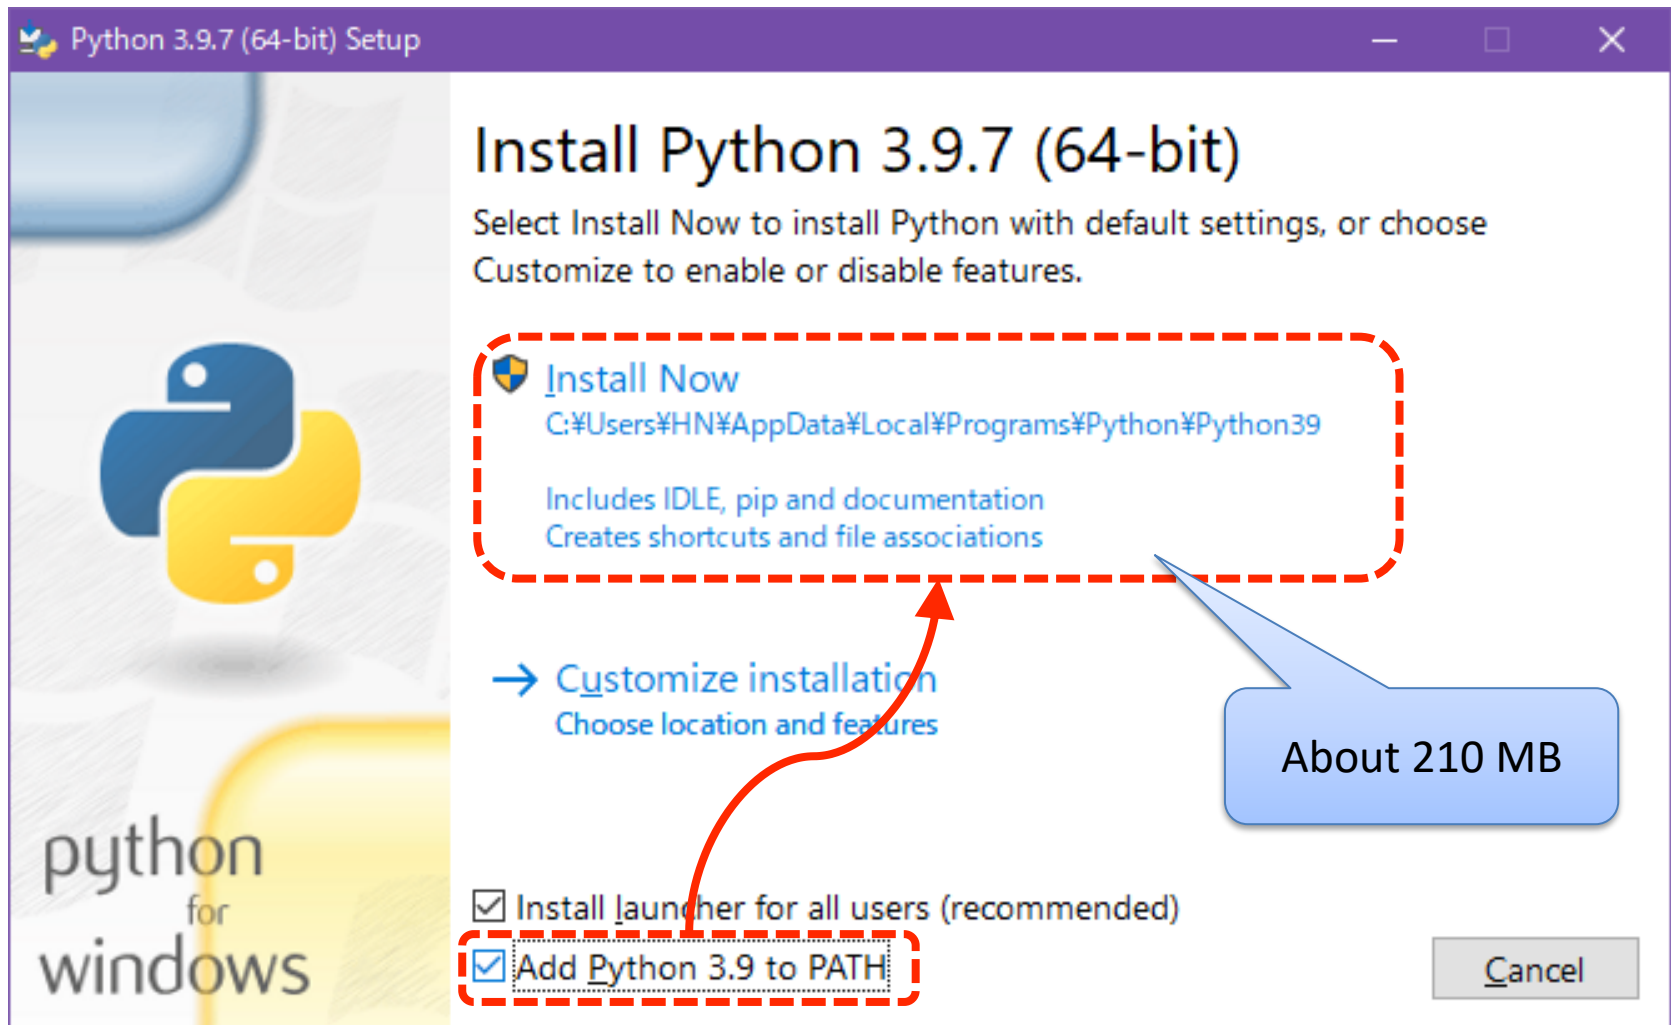 Python 3.9.7 (64-bit) Setup
Install Python 3.9.7 (64-bit)
Select Install Now to install Python with default settings, or choose
Customize to enable or disable features.
Install Now
C:¥Users¥HN¥AppData¥Local¥Programs¥Python¥Python39
Includes IDLE, pip and documentation
Creates shortcuts and file associations
Customize installation
Choose location and features
About 210 MB
python
for
windows
Install launcher for all users (recommended)
Add Python 3.9 to PATH
Cancel